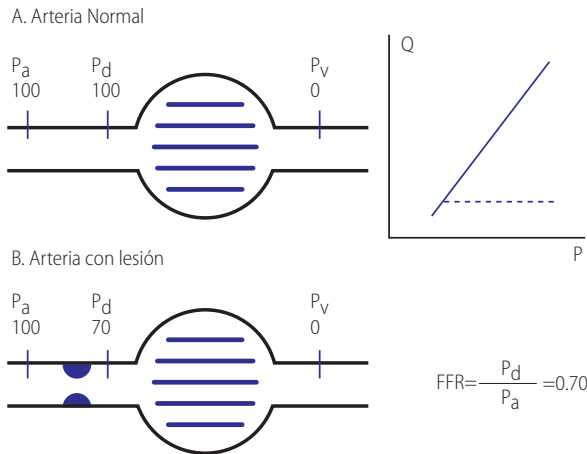 A. Arteria Normal
Pa Pd Pv
100 100 0
Q
P
B. Arteria con lesión
Pa Pd Pv
100 70 0
FFR= Pd =0.70
Pa